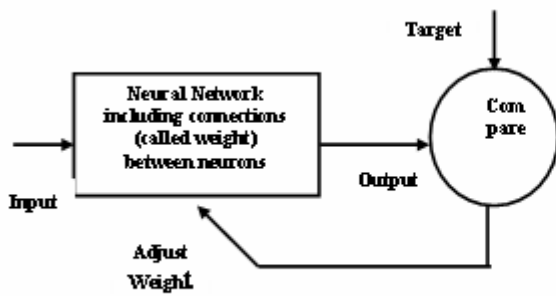 Target
Neural Network
including connections
(called weight)
between neurons
Com
pare
Input
Output
Adjust
Weight